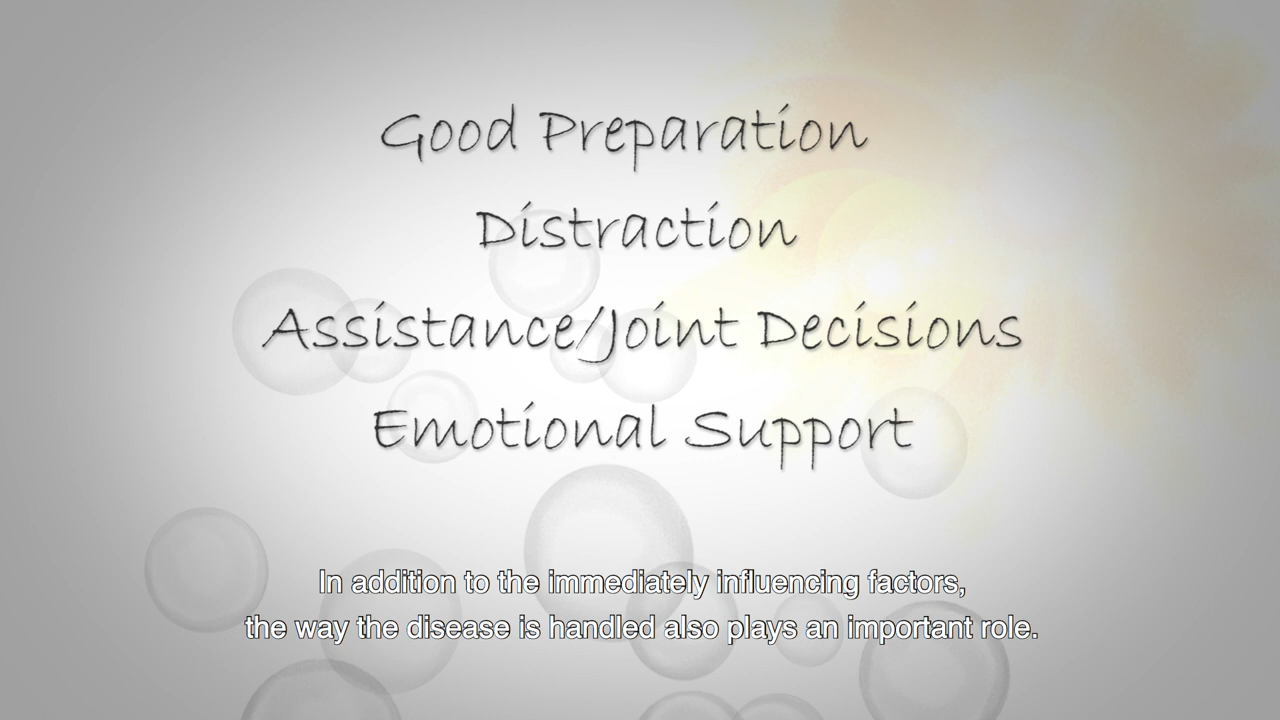 Good Preparation
Distraction
Assistance/Joint Decisions
Emotional Support
In addition to the immediately influencing factors,
the way the disease is handled also plays an important role.